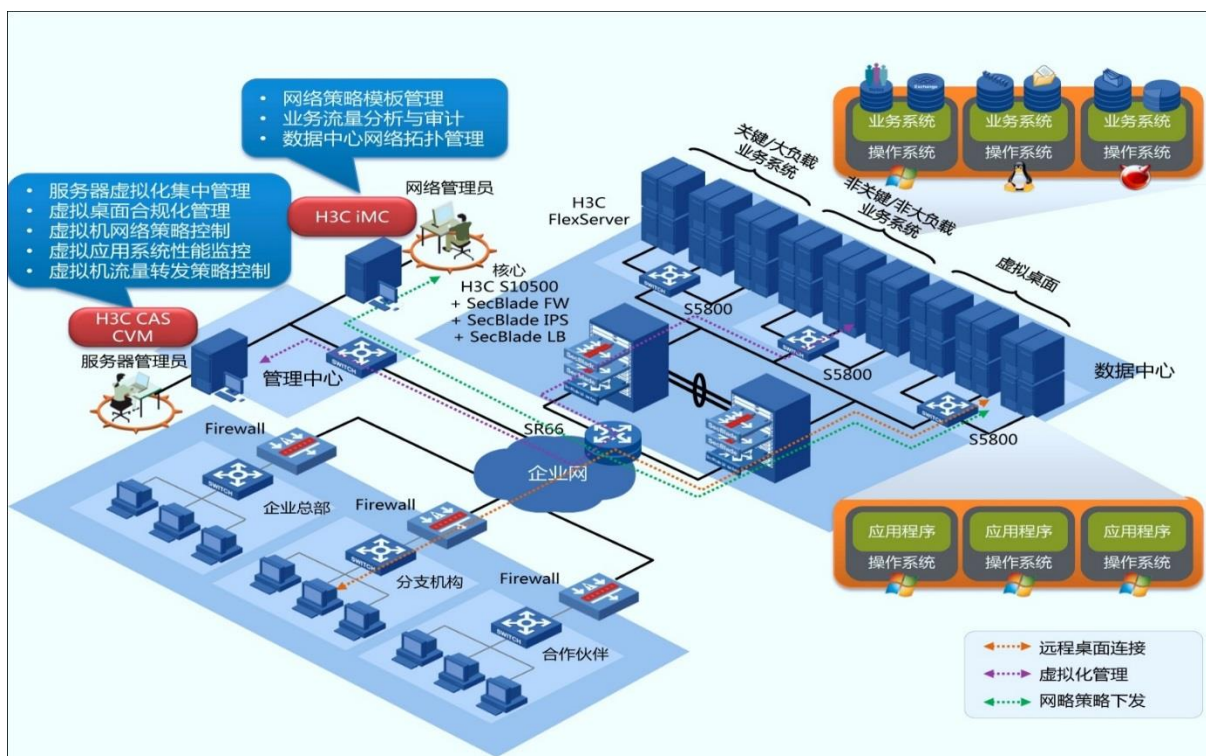 • 网络策略模板管理
• 业务流量分析与审计
• 数据中心网络拓扑管理
• 服务器虚拟化集中管理
• 虚拟桌面合规化管理
• 虚拟机网络策略控制
• 虚拟应用系统性能监控
• 虚拟机流量转发策略控制
网络管理员
H3C iMC
H3C CAS
CVM
服务器管理员
管理中心
SWITCH
核心
H3C S10500
+ SecBlade FW
+ SecBlade IPS
+ SecBlade LB
H3C
FlexServer
关键/大负载
业务系统
非关键/非大负载
业务系统
虚拟桌面
Exchange
业务系统
操作系统
业务系统
操作系统
业务系统
操作系统
SWITCH
S5800
SWITCH
S5800
SWITCH
S5800
数据中心
SR66
企业网
Firewall
SWITCH
企业总部
Firewall
SWITCH
分支机构
Firewall
SWITCH
合作伙伴
应用程序
操作系统
应用程序
操作系统
应用程序
操作系统
远程桌面连接
虚拟化管理
网略策略下发